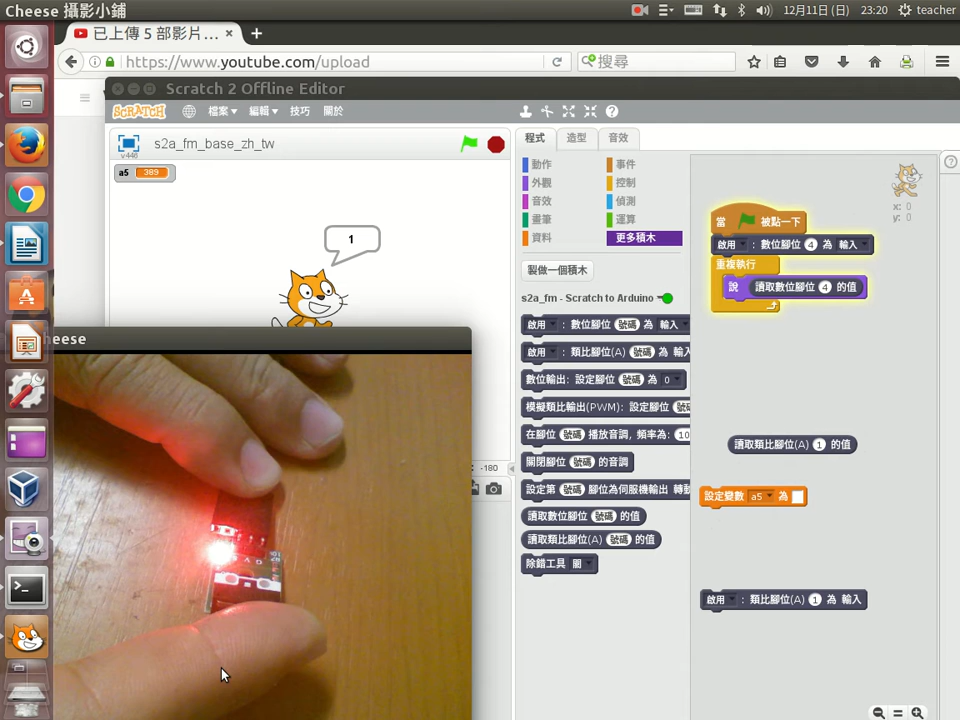 Cheese 攝影小鋪
12月11日 (日) 23:20 teacher
已上傳 5 部影片…
https://www.youtube.com/upload
搜尋
Scratch 2 Offline Editor
SCRATCH 檔案 編輯 技巧 關於
v446
s2a_fm_base_zh_tw
a5 389
1
-180
程式 造型 音效
動作 事件
外觀 控制
音效 偵測
畫筆 運算
資料 更多積木
製做一個積木
s2a_fm - Scratch to Arduino
啟用 : 數位腳位 號碼 為 輸入
啟用 : 類比腳位(A) 號碼 為 輸入
數位輸出: 設定腳位 號碼 為 0
模擬類比輸出(PWM): 設定腳位 號碼
在腳位 號碼 播放音調, 頻率為: 10
關閉腳位 號碼 的音調
設定第 號碼 腳位為伺服機輸出 轉動
讀取數位腳位 號碼 的值
讀取類比腳位(A) 號碼 的值
除錯工具 關
x: 0
y: 0
當 被點一下
啟用 : 數位腳位 4 為 輸入
重複執行
說 讀取數位腳位 4 的值
讀取類比腳位(A) 1 的值
設定變數 a5 為
啟用 : 類比腳位(A) 1 為 輸入
heese